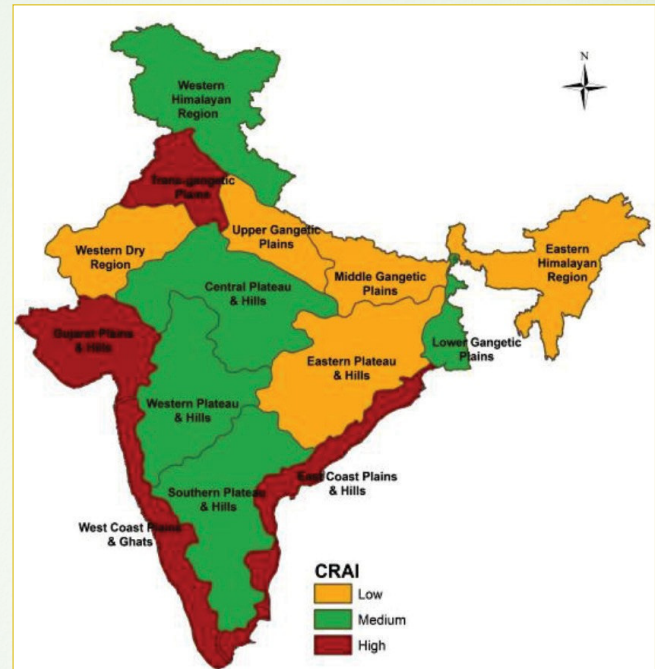 N
Western
Himalayan
Region
Trans-gangetic
Plains
Western Dry
Region
Upper Gangetic
Plains
Middle Gangetic
Plains
Eastern
Himalayan
Region
Central Plateau
& Hills
Gujarat Plains
& Hills
Eastern Plateau
& Hills
Lower Gangetic
Plains
Western Plateau
& Hills
East Coast Plains
& Hills
Southern Plateau
& Hills
West Coast Plains
& Ghats
CRAI
Low
Medium
High